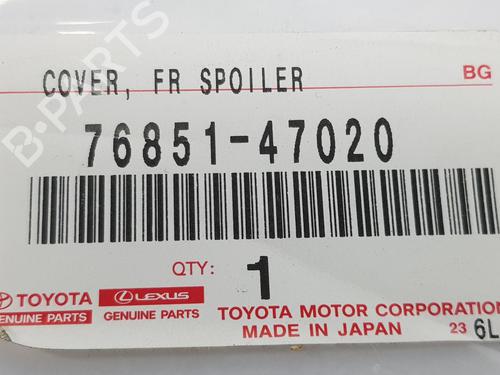 COVER, FR SPOILER
BG
76851-47020
QTY: 1
TOYOTA
GENUINE PARTS
LEXUS
GENUINE PARTS
TOYOTA MOTOR CORPORATION
MADE IN JAPAN
23 6L
B-PARTS